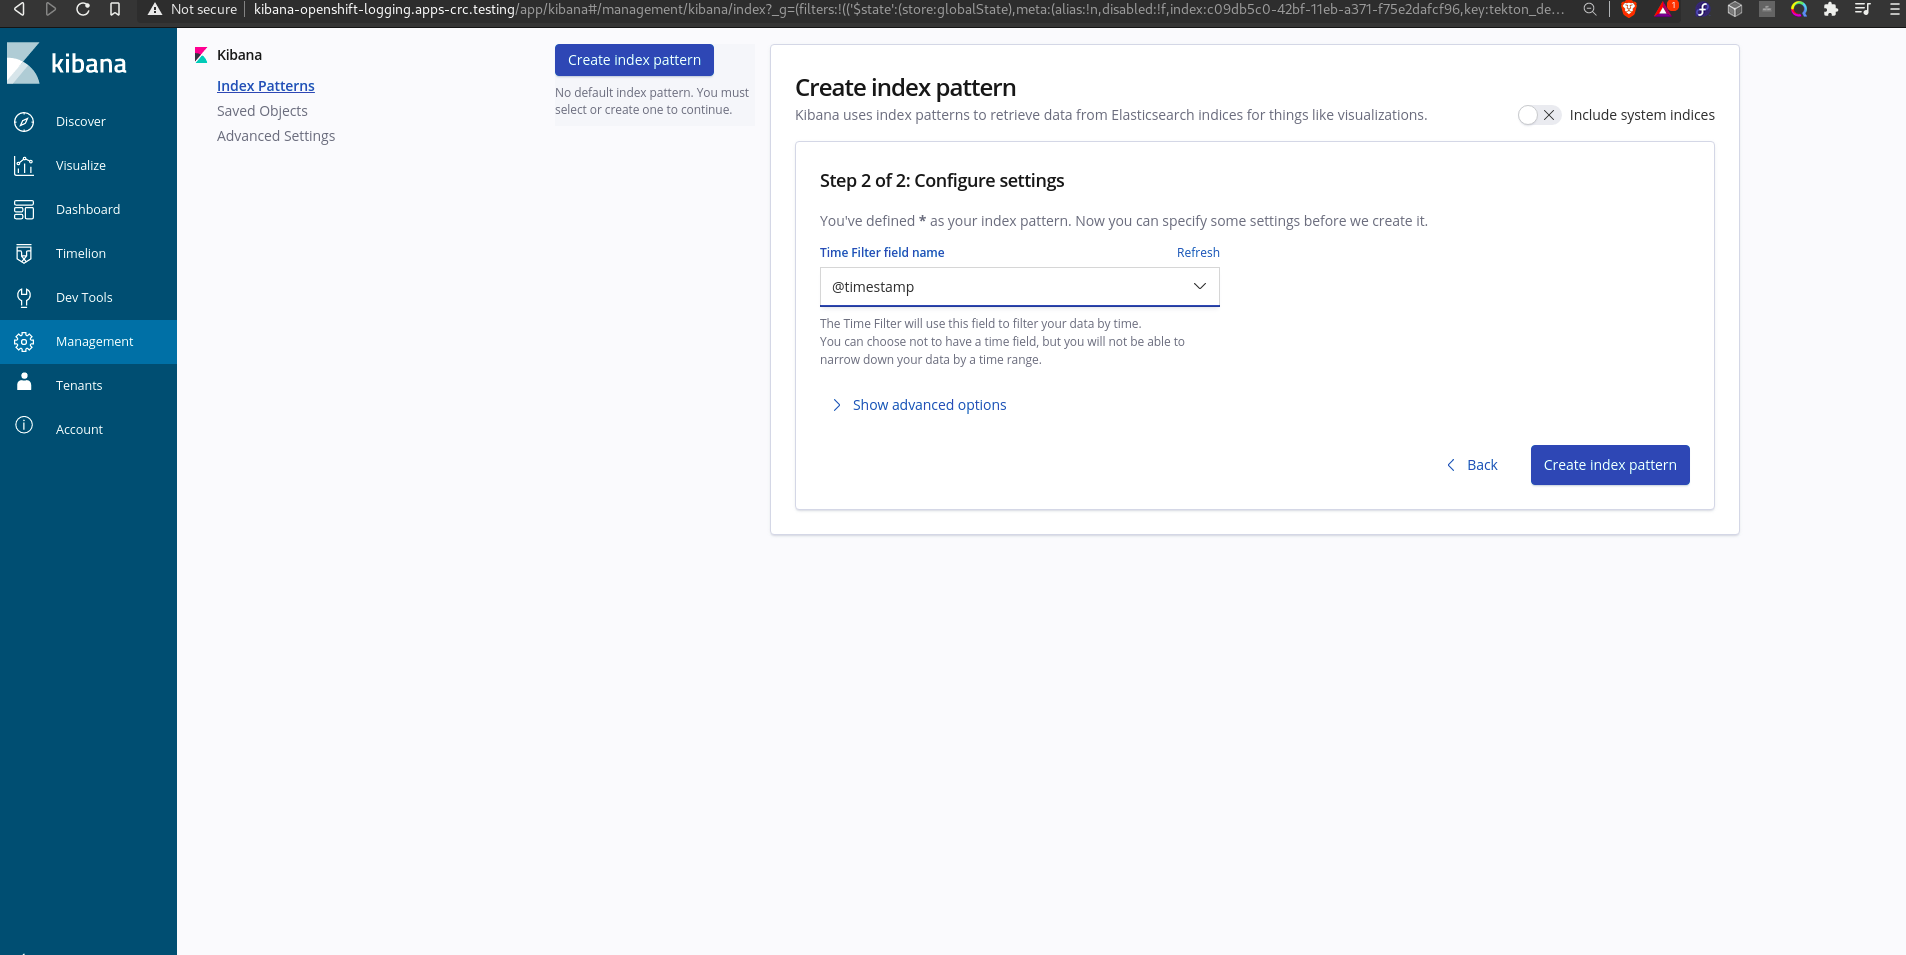 Not secure
kibana-openshift-logging.apps-crc.testing/app/kibana#/management/kibana/index?_g=(filters:!(('$state':(store:globalState),meta:(alias:!n,disabled:!f,index:c09db5c0-42bf-11eb-a371-f75e2dafcf96,key:tekton_de...
1
kibana
Discover
Visualize
Dashboard
Timelion
Dev Tools
Management
Tenants
Account
Kibana
Index Patterns
Saved Objects
Advanced Settings
Create index pattern
No default index pattern. You must
select or create one to continue.
Create index pattern
Kibana uses index patterns to retrieve data from Elasticsearch indices for things like visualizations.
Include system indices
Step 2 of 2: Configure settings
You've defined * as your index pattern. Now you can specify some settings before we create it.
Time Filter field name
Refresh
@timestamp
The Time Filter will use this field to filter your data by time.
You can choose not to have a time field, but you will not be able to
narrow down your data by a time range.
Show advanced options
Back
Create index pattern